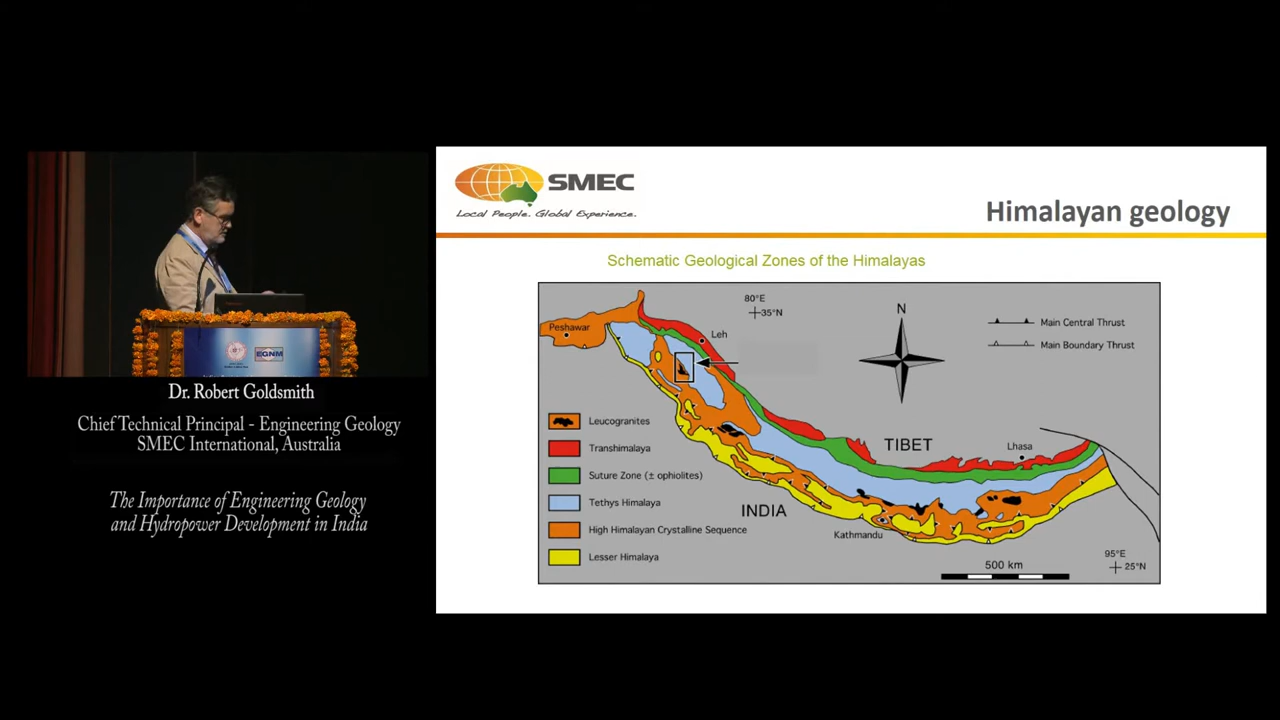 SMEC
Local People. Global Experience.
Himalayan geology
Schematic Geological Zones of the Himalayas
80°E
35°N
N
Peshawar
Leh
Main Central Thrust
Main Boundary Thrust
Leucogranites
Transhimalaya
Suture Zone (± ophiolites)
Tethys Himalaya
High Himalayan Crystalline Sequence
Lesser Himalaya
TIBET
Lhasa
INDIA
Kathmandu
500 km
95°E
25°N
EGNM
Dr. Robert Goldsmith
Chief Technical Principal - Engineering Geology
SMEC International, Australia
The Importance of Engineering Geology
and Hydropower Development in India